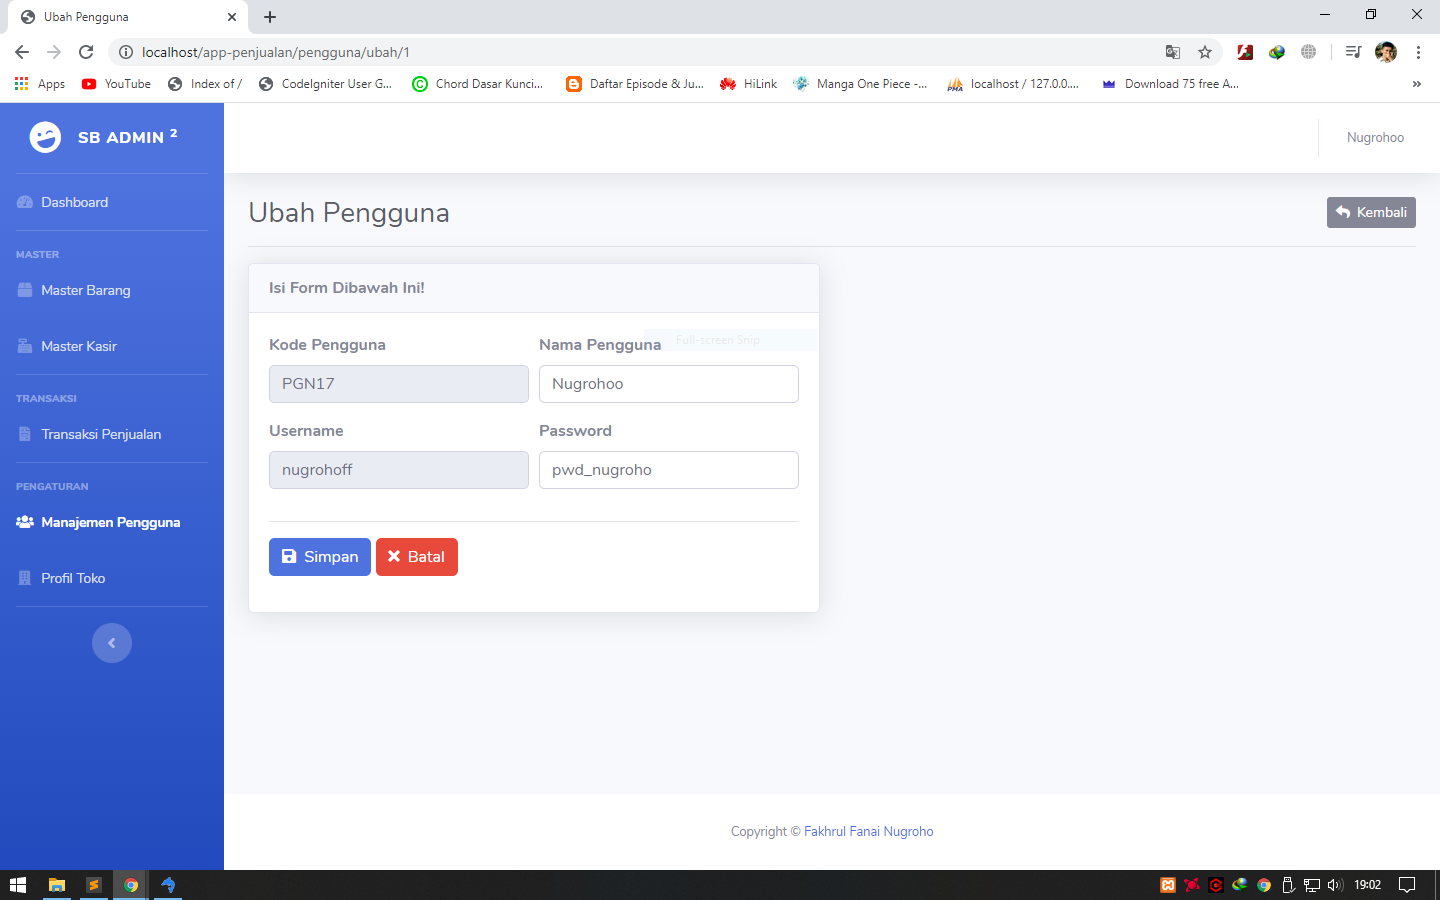 Ubah Pengguna
localhost/app-penjualan/pengguna/ubah/1
Apps YouTube Index of / CodeIgniter User G... Chord Dasar Kunci... Daftar Episode & Ju... HiLink Manga One Piece -... localhost / 127.0.0.... Download 75 free A... »
SB ADMIN 2
Nugrohoo
Dashboard
MASTER
Master Barang
Master Kasir
TRANSAKSI
Transaksi Penjualan
PENGATURAN
Manajemen Pengguna
Profil Toko
Ubah Pengguna
Kembali
Isi Form Dibawah Ini!
Full-screen Snip
Kode Pengguna Nama Pengguna
PGN17 Nugrohoo
Username Password
nugrohoff pwd_nugroho
Simpan Batal
Copyright © Fakhrul Fanai Nugroho
19:02